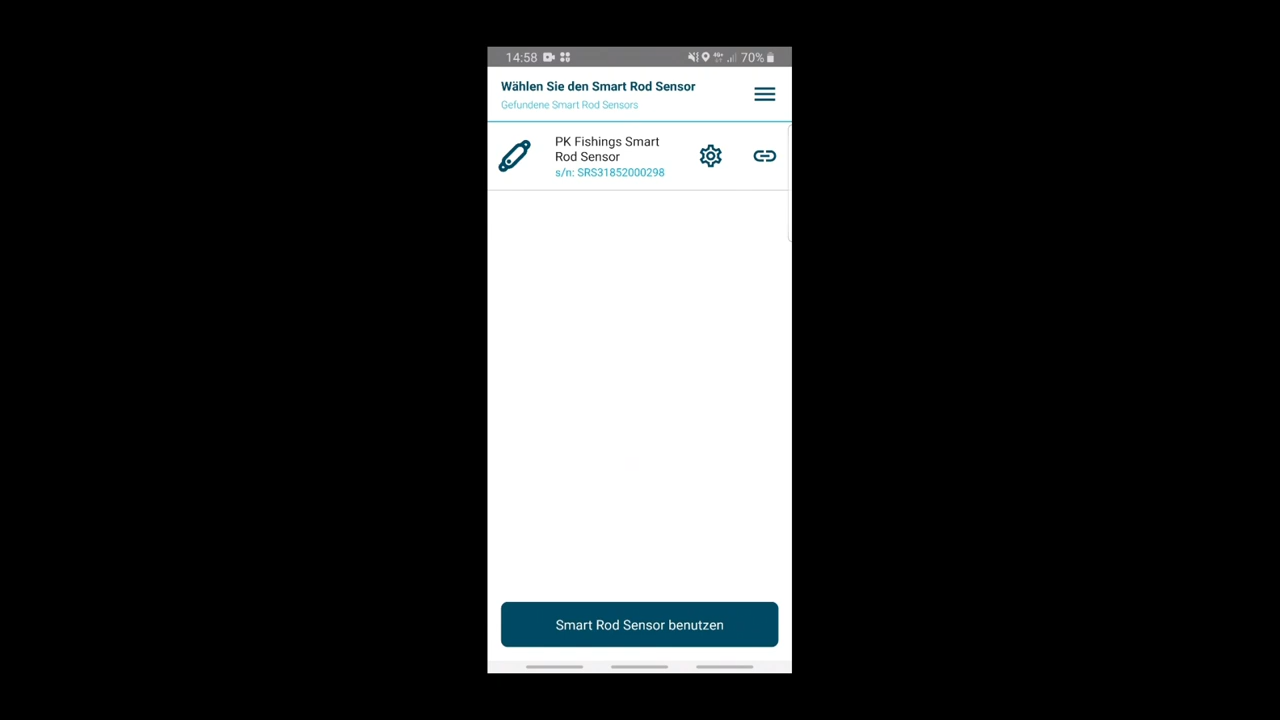 14:58
70%
Wählen Sie den Smart Rod Sensor
Gefundene Smart Rod Sensors
PK Fishings Smart
Rod Sensor
s/n: SRS31852000298
Smart Rod Sensor benutzen